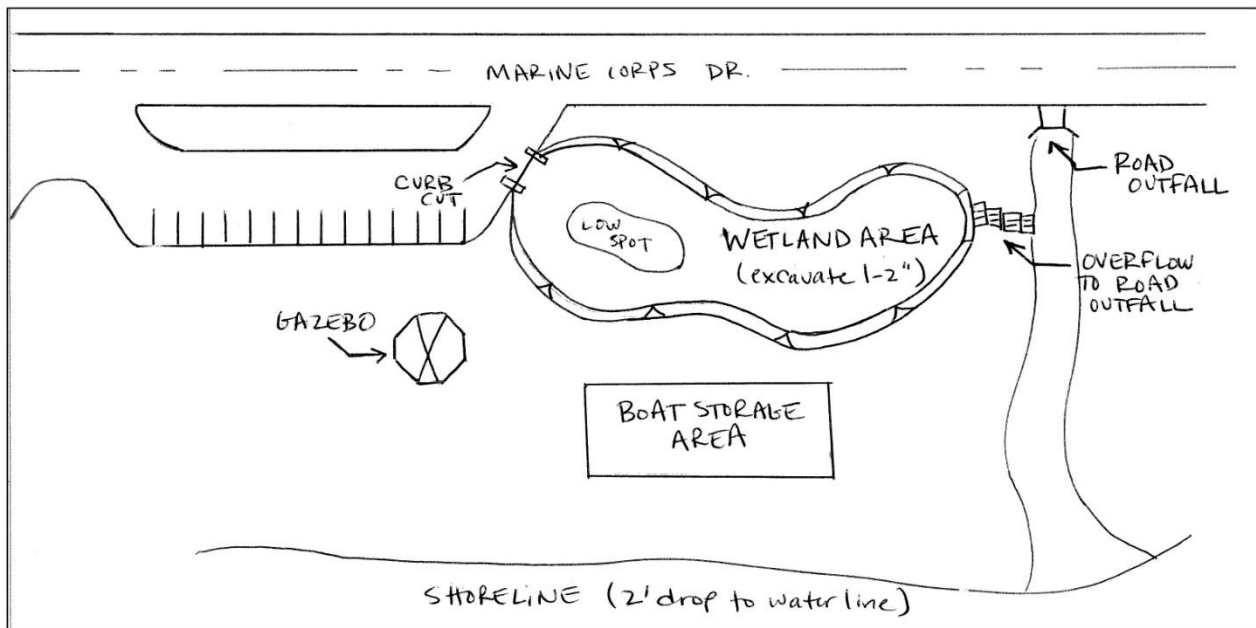 MARINE CORPS DR.
CURB
CUT
ROAD
OUTFALL
LOW
SPOT
WETLAND AREA
(excavate 1-2")
OVERFLOW
TO ROAD
OUTFALL
GAZEBO
BOAT STORAGE
AREA
SHORELINE (2' drop to water line)